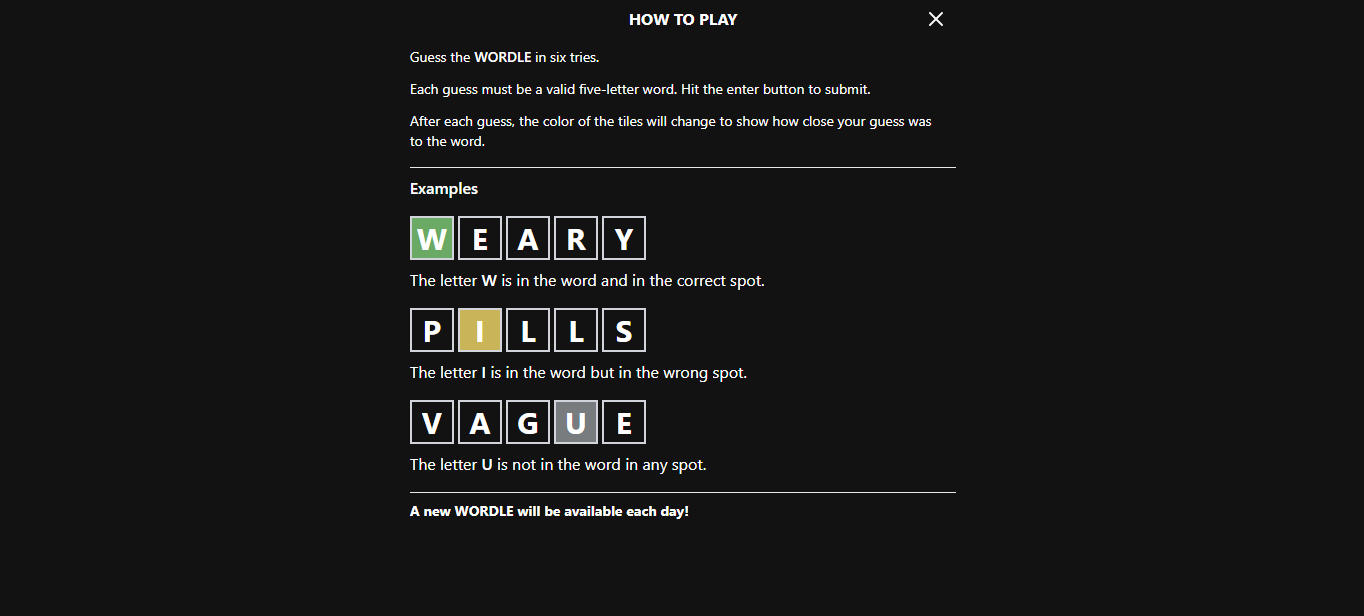 HOW TO PLAY
Guess the WORDLE in six tries.
Each guess must be a valid five-letter word. Hit the enter button to submit.
After each guess, the color of the tiles will change to show how close your guess was
to the word.
Examples
W E A R Y
The letter W is in the word and in the correct spot.
P I L L S
The letter I is in the word but in the wrong spot.
V A G U E
The letter U is not in the word in any spot.
A new WORDLE will be available each day!